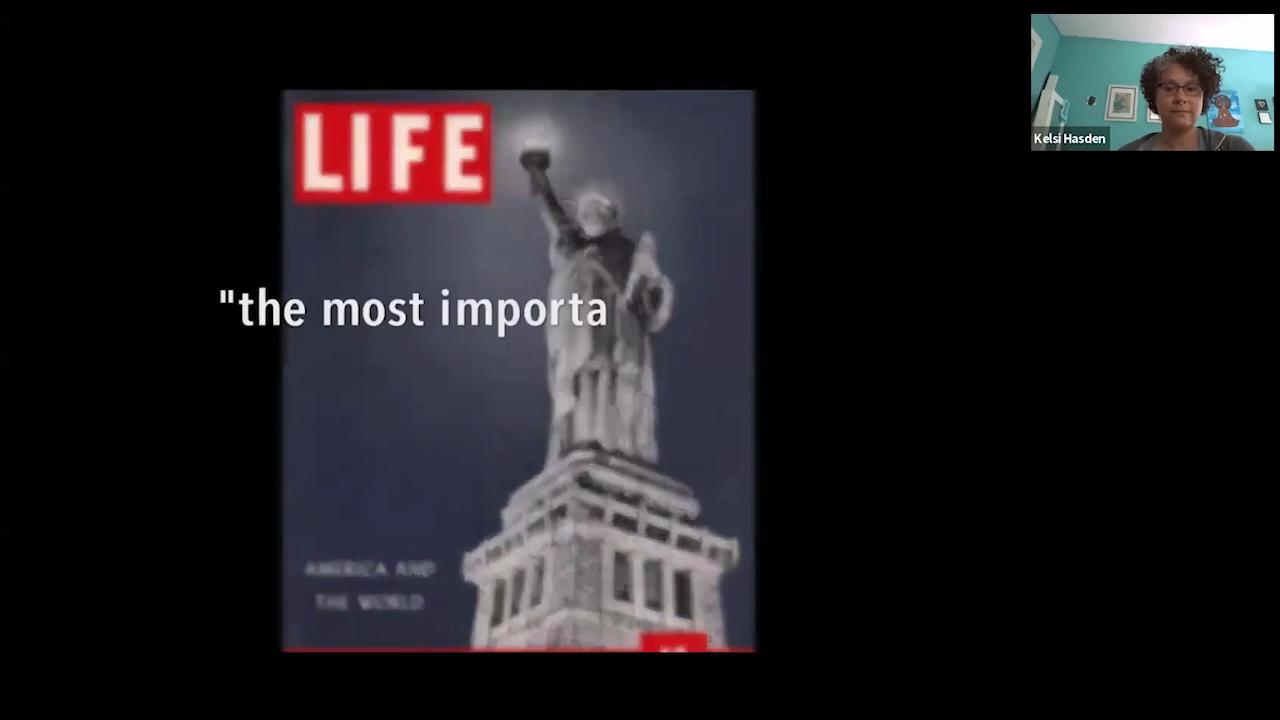 LIFE
Kelsi Hasden
"the most importa
AMERICA AND
THE WORLD